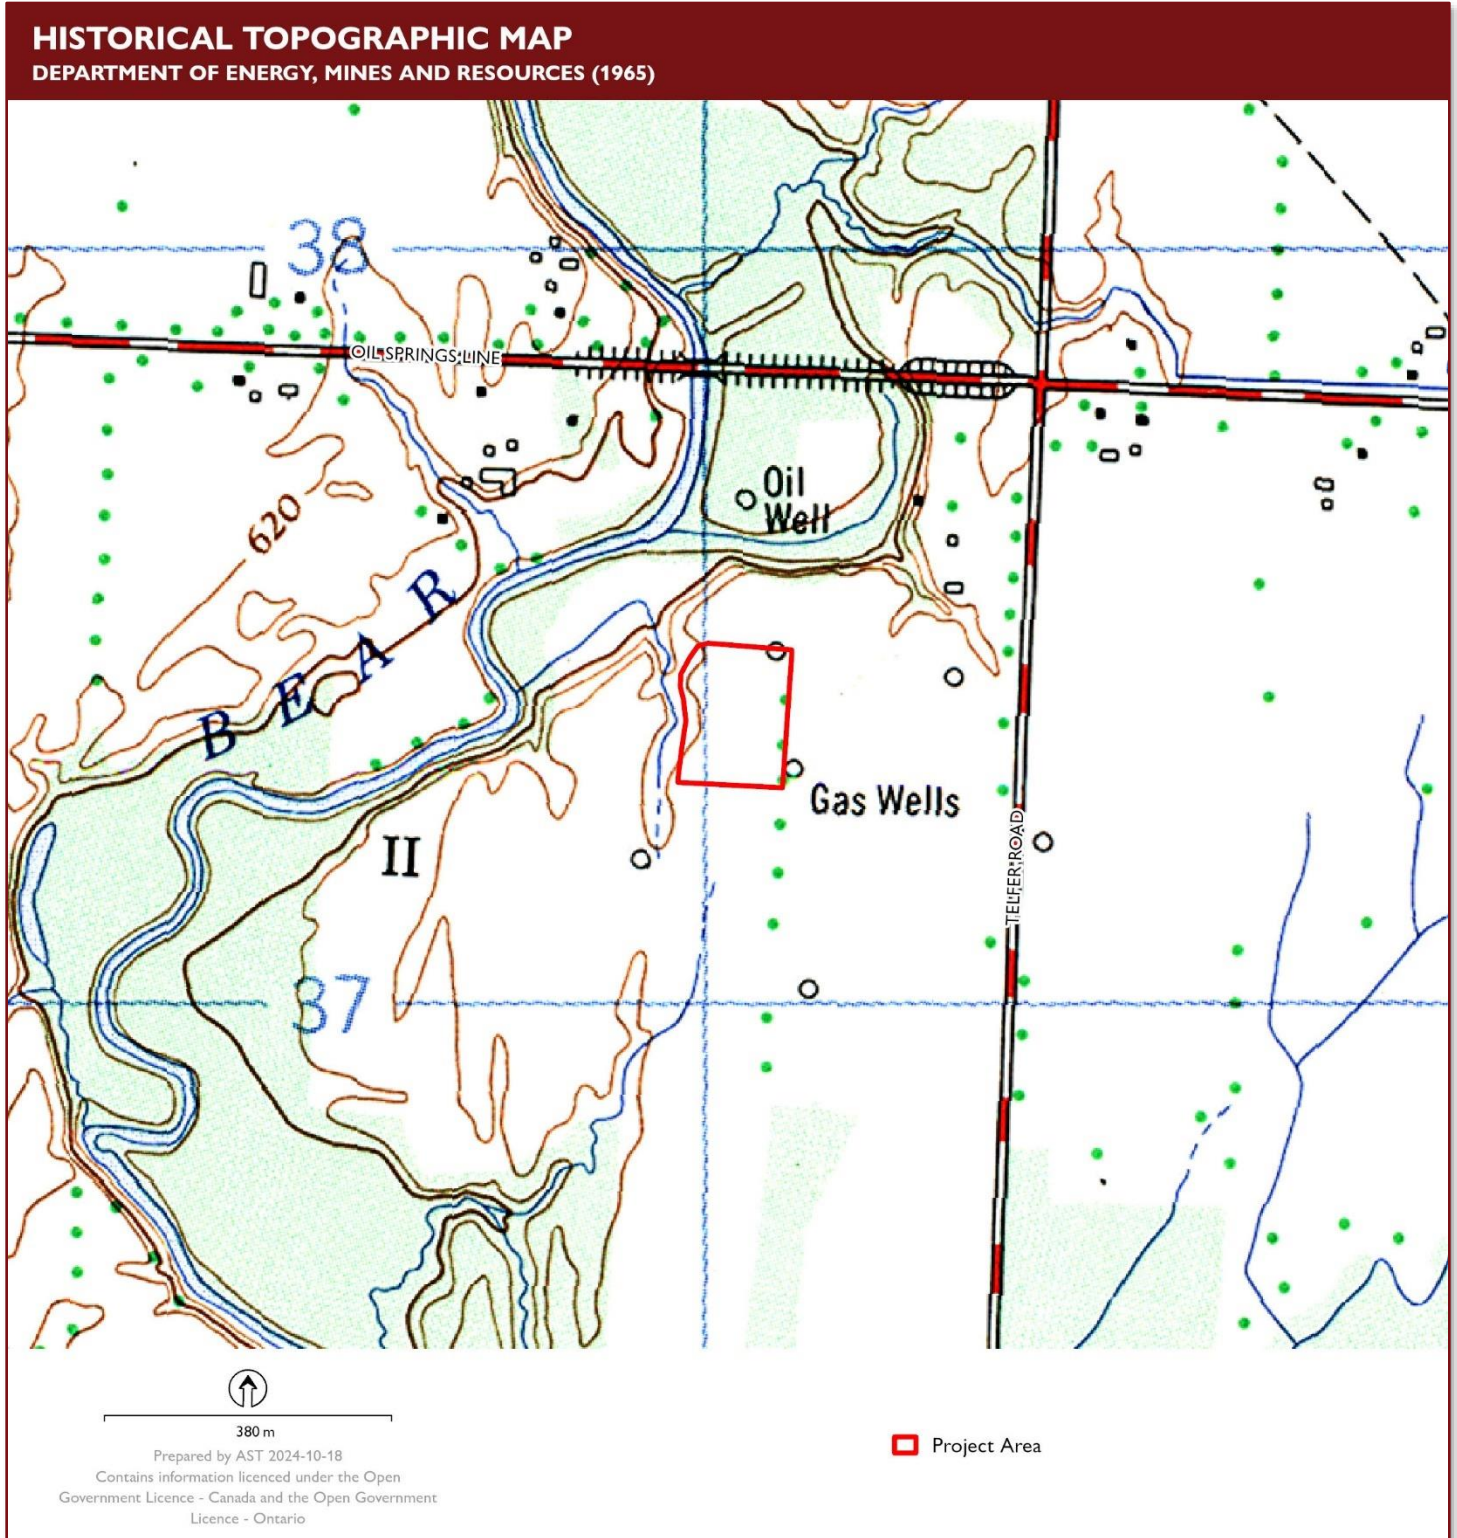 HISTORICAL TOPOGRAPHIC MAP
DEPARTMENT OF ENERGY, MINES AND RESOURCES (1965)
38
OIL SPRINGS LINE
Oil
Well
620
BEAR
Gas Wells
TELFER ROAD
II
37
380 m
Prepared by AST 2024-10-18
Contains information licenced under the Open
Government Licence - Canada and the Open Government
Licence - Ontario
Project Area